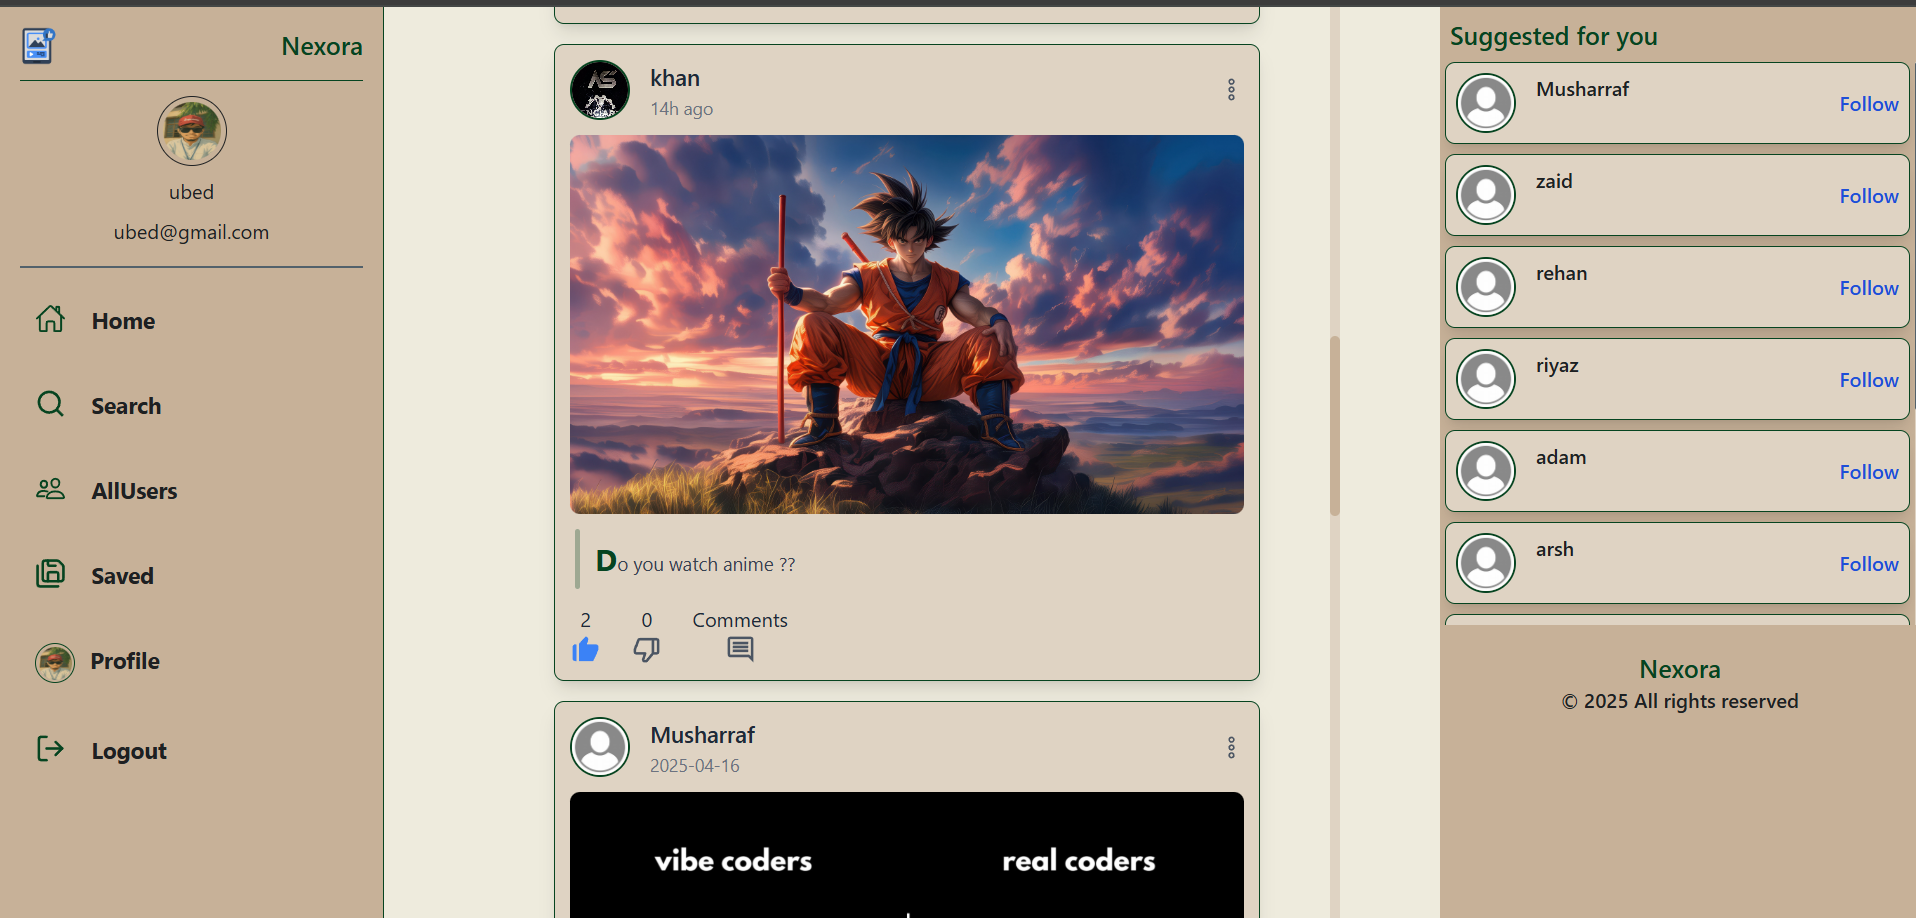 Nexora
ubed
ubed@gmail.com
Home
Search
AllUsers
Saved
Profile
Logout
khan
14h ago
Do you watch anime ??
2 0 Comments
Musharraf
2025-04-16
vibe coders real coders
Suggested for you
Musharraf
Follow
zaid
Follow
rehan
Follow
riyaz
Follow
adam
Follow
arsh
Follow
Nexora
© 2025 All rights reserved